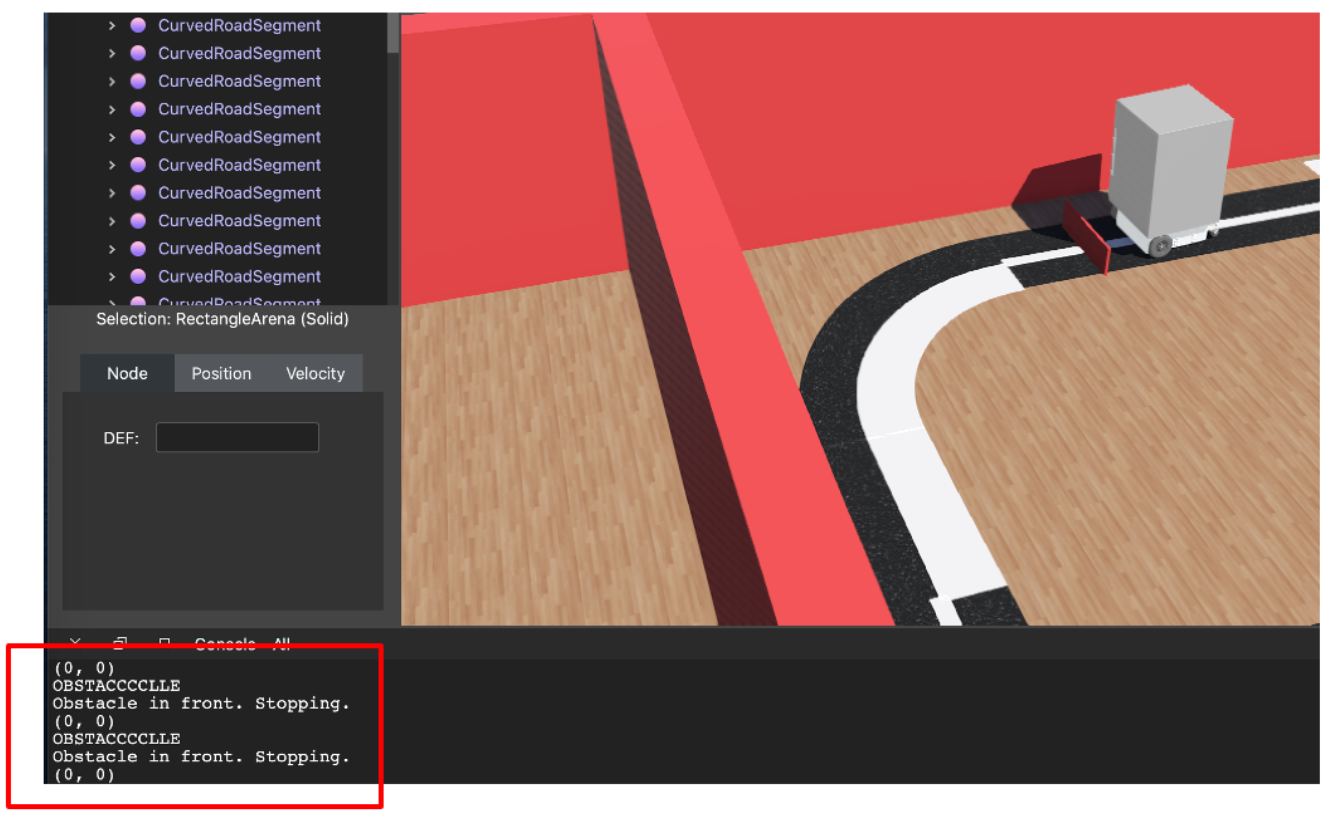 CurvedRoadSegment
CurvedRoadSegment
CurvedRoadSegment
CurvedRoadSegment
CurvedRoadSegment
CurvedRoadSegment
CurvedRoadSegment
CurvedRoadSegment
CurvedRoadSegment
CurvedRoadSegment
CurvedRoadSegment
Selection: RectangleArena (Solid)
Node Position Velocity
DEF:
Console - All
(0, 0)
OBSTACCCCLLE
Obstacle in front. Stopping.
(0, 0)
OBSTACCCCLLE
Obstacle in front. Stopping.
(0, 0)